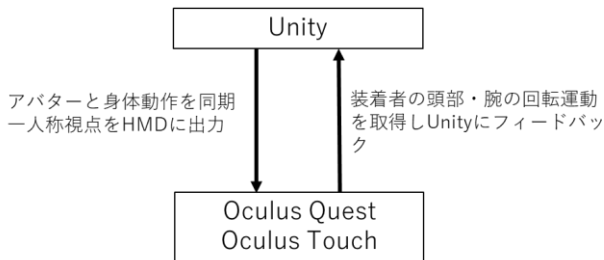 Unity
アバターと身体動作を同期
一人称視点をHMDに出力
装着者の頭部・腕の回転運動
を取得しUnityにフィードバッ
ク
Oculus Quest
Oculus Touch